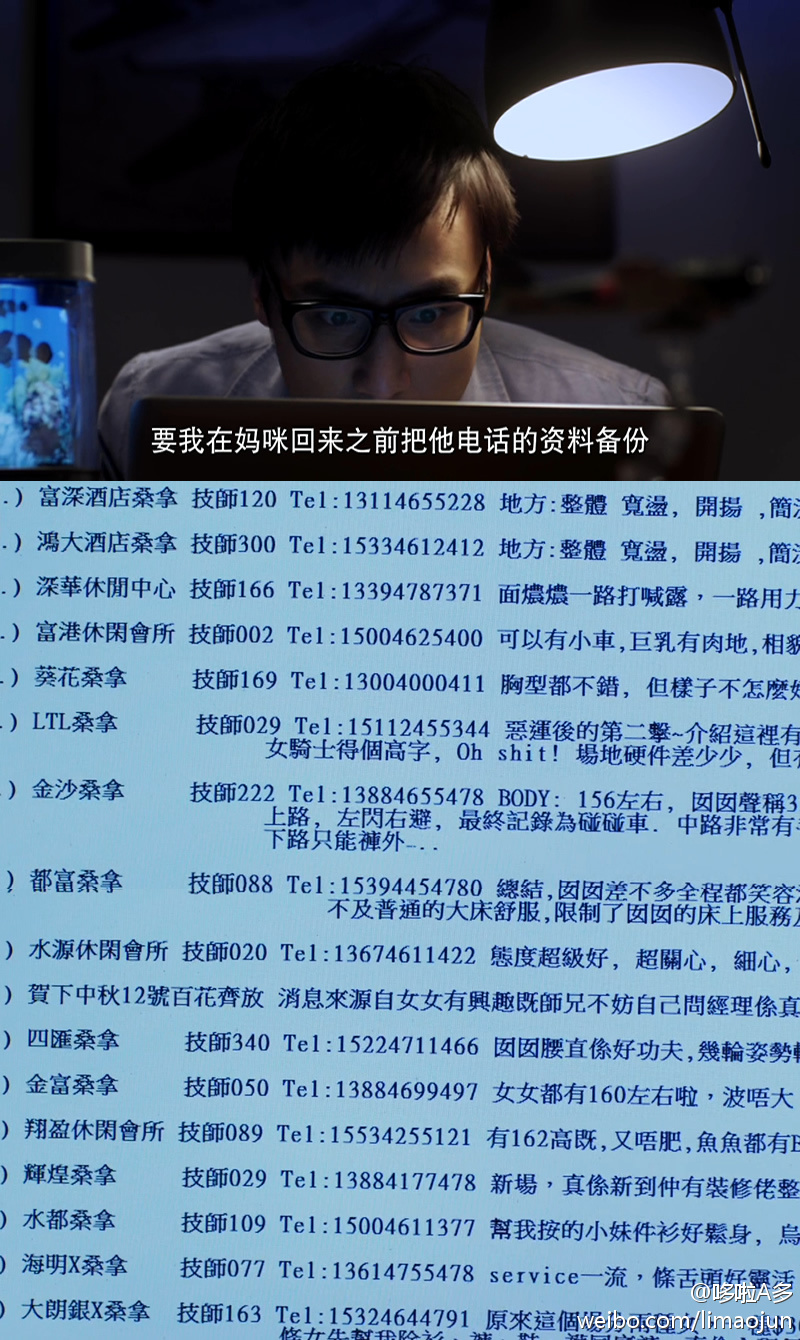 要我在妈咪回来之前把他电话的资料备份
.) 富深酒店桑拿 技師120 Tel:13114655228 地方:整體 寬盪, 開揚 ,簡
.) 鴻大酒店桑拿 技師300 Tel:15334612412 地方:整體 寬盪, 開揚 ,簡
.) 深華休閒中心 技師166 Tel:13394787371 面燶燶一路打喊露，一路用力
.) 富港休閑會所 技師002 Tel:15004625400 可以有小車,巨乳有肉地,相貌
.) 葵花桑拿 技師169 Tel:13004000411 胸型都不錯, 但樣子不怎麼
.) LTL桑拿 技師029 Tel:15112455344 惡運後的第二擊~介紹這裡有
女騎士得個高字, Oh shit! 場地硬件差少少, 但
.) 金沙桑拿 技師222 Tel:13884655478 BODY: 156左右, 囡囡聲稱3
上路, 左閃右避, 最終記錄為碰碰車. 中路非常有
下路只能褲外...
) 都富桑拿 技師088 Tel:15394454780 總結,囡囡差不多全程都笑容
不及普通的大床舒服,限制了囡囡的床上服務及
) 水源休閑會所 技師020 Tel:13674611422 態度超級好, 超關心, 細心,
) 賀下中秋12號百花齊放 消息來源自女女有興趣既師兄不妨自己問經理係真
) 四匯桑拿 技師340 Tel:15224711466 囡囡腰直係好功夫,幾輪姿勢轉
) 金富桑拿 技師050 Tel:13884699497 女女都有160左右啦，波唔大
) 翔盈休閑會所 技師089 Tel:15534255121 有162高既,又唔肥,魚魚都有
) 輝煌桑拿 技師029 Tel:13884177478 新場，真係新到仲有裝修佬整
) 水都桑拿 技師109 Tel:15004611377 幫我按的小妹件衫好鬆身, 烏
) 海明X桑拿 技師077 Tel:13614755478 service一流，條舌頭好靈活
) 大朗銀X桑拿 技師163 Tel:15324644791 原來這個
@哆啦A多
weibo.com/limaojun